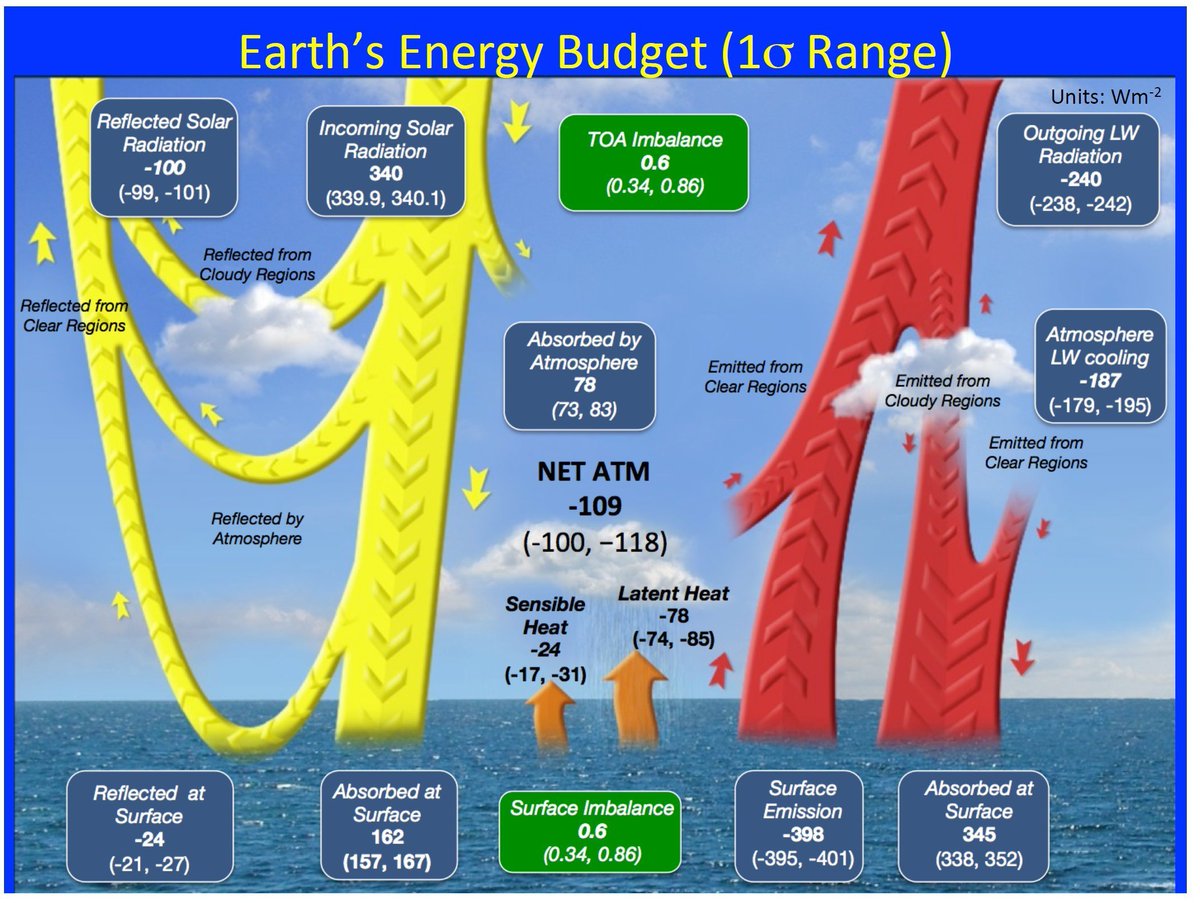 Earth's Energy Budget (1σ Range)
Units: Wm-2
Reflected Solar
Radiation
-100
(-99, -101)
Incoming Solar
Radiation
340
(339.9, 340.1)
TOA Imbalance
0.6
(0.34, 0.86)
Outgoing LW
Radiation
-240
(-238, -242)
Reflected from
Cloudy Regions
Reflected from
Clear Regions
Absorbed by
Atmosphere
78
(73, 83)
Emitted from
Clear Regions
Emitted from
Cloudy Regions
Atmosphere
LW cooling
-187
(-179, -195)
Emitted from
Clear Regions
NET ATM
-109
(-100, −118)
Reflected by
Atmosphere
Sensible
Heat
-24
(-17, -31)
Latent Heat
-78
(-74, -85)
Reflected at
Surface
-24
(-21, -27)
Absorbed at
Surface
162
(157, 167)
Surface Imbalance
0.6
(0.34, 0.86)
Surface
Emission
-398
(-395, -401)
Absorbed at
Surface
345
(338, 352)